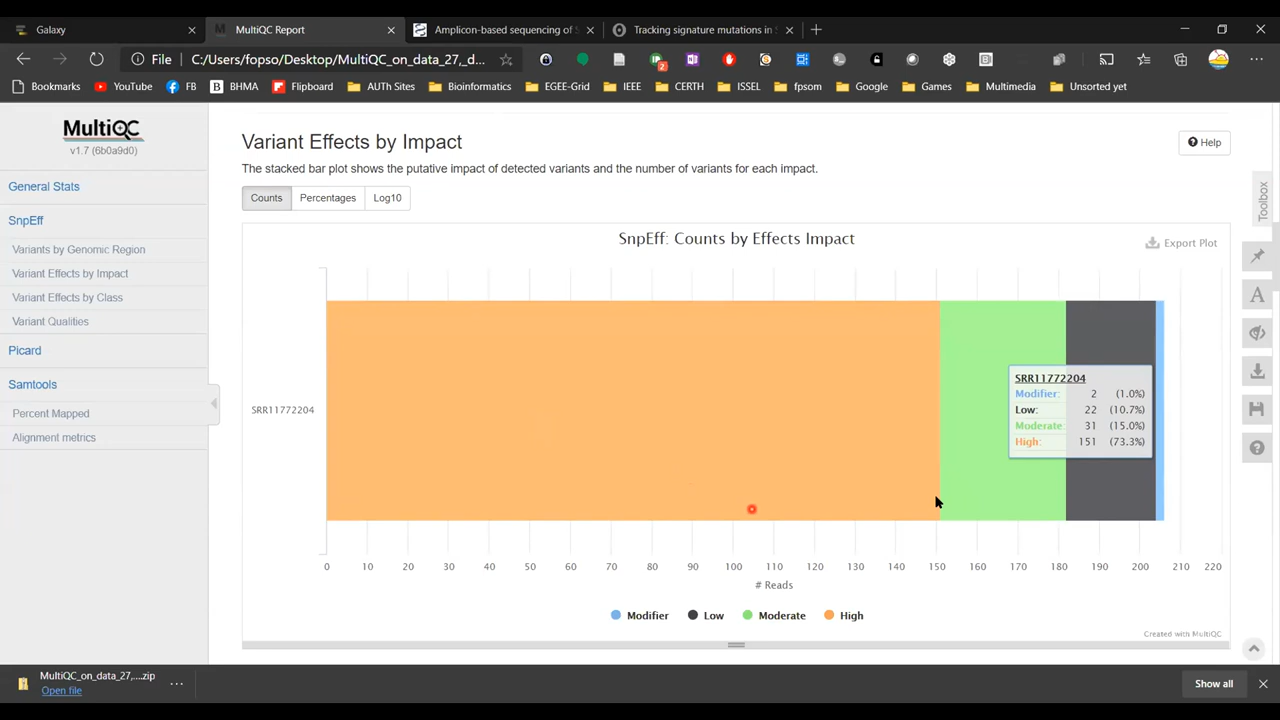 Galaxy
MultiQC Report
Amplicon-based sequencing of S
Tracking signature mutations in S
File
C:/Users/fopso/Desktop/MultiQC_on_data_27,_d...
2
Bookmarks
YouTube
FB
BHMA
Flipboard
AUTh Sites
Bioinformatics
EGEE-Grid
IEEE
CERTH
ISSEL
fpsom
Google
Games
Multimedia
Unsorted yet
MultiQC
v1.7 (6b0a9d0)
General Stats
SnpEff
Variants by Genomic Region
Variant Effects by Impact
Variant Effects by Class
Variant Qualities
Picard
Samtools
Percent Mapped
Alignment metrics
Variant Effects by Impact
Help
The stacked bar plot shows the putative impact of detected variants and the number of variants for each impact.
Counts
Percentages
Log10
Toolbox
SnpEff: Counts by Effects Impact
Export Plot
SRR11772204
SRR11772204
Modifier: 2 (1.0%)
Low: 22 (10.7%)
Moderate: 31 (15.0%)
High: 151 (73.3%)
0 10 20 30 40 50 60 70 80 90 100 110 120 130 140 150 160 170 180 190 200 210 220
# Reads
Modifier
Low
Moderate
High
Created with MultiQC
MultiQC_on_data_27,....zip
Open file
Show all